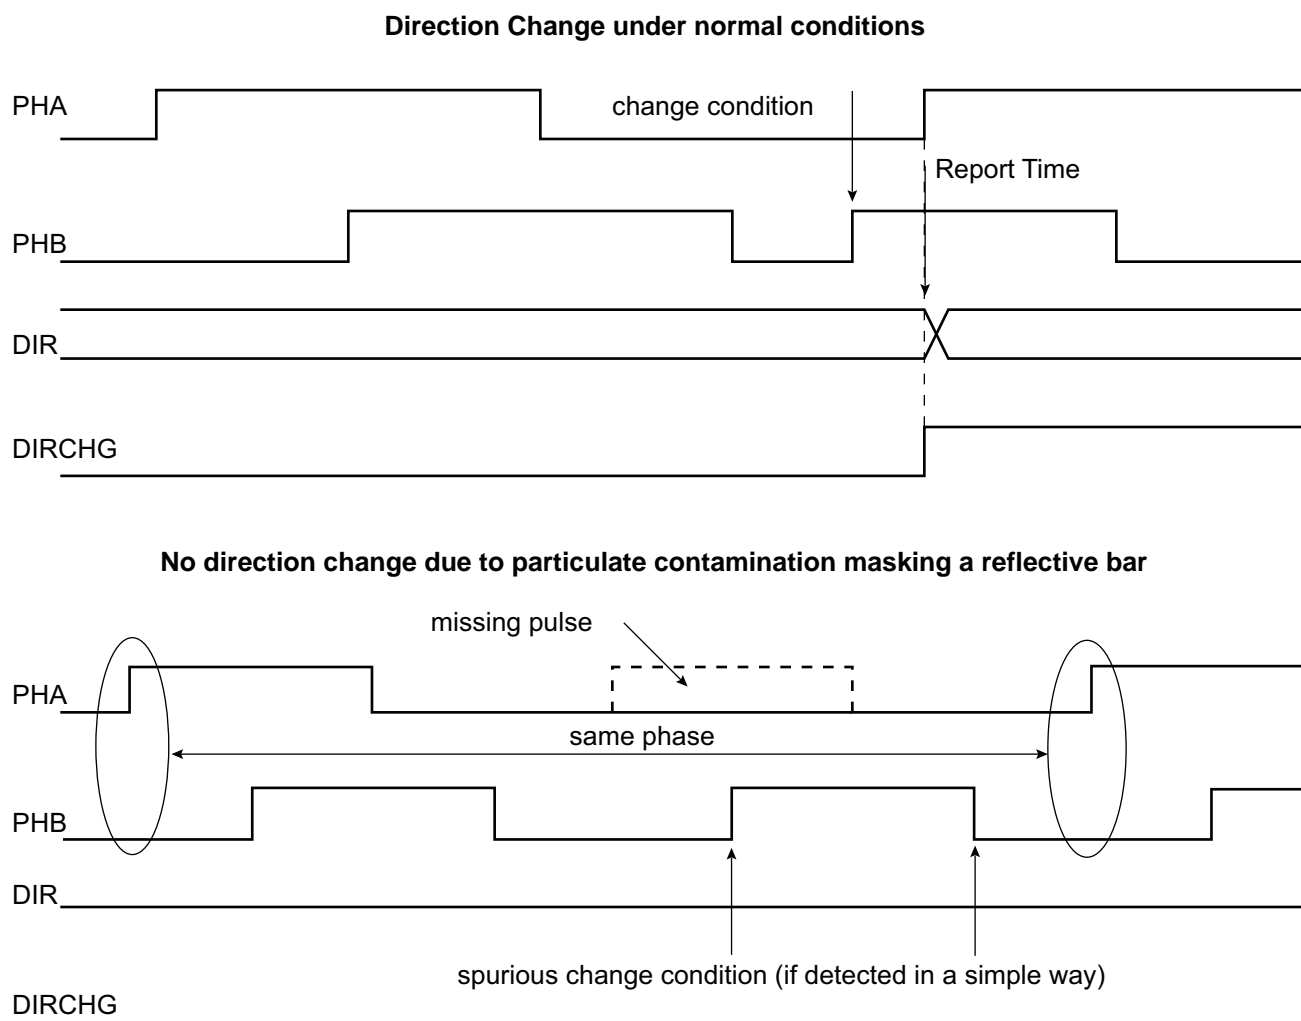 Direction Change under normal conditions
PHA
change condition
Report Time
PHB
DIR
DIRCHG
No direction change due to particulate contamination masking a reflective bar
missing pulse
PHA
same phase
PHB
DIR
spurious change condition (if detected in a simple way)
DIRCHG